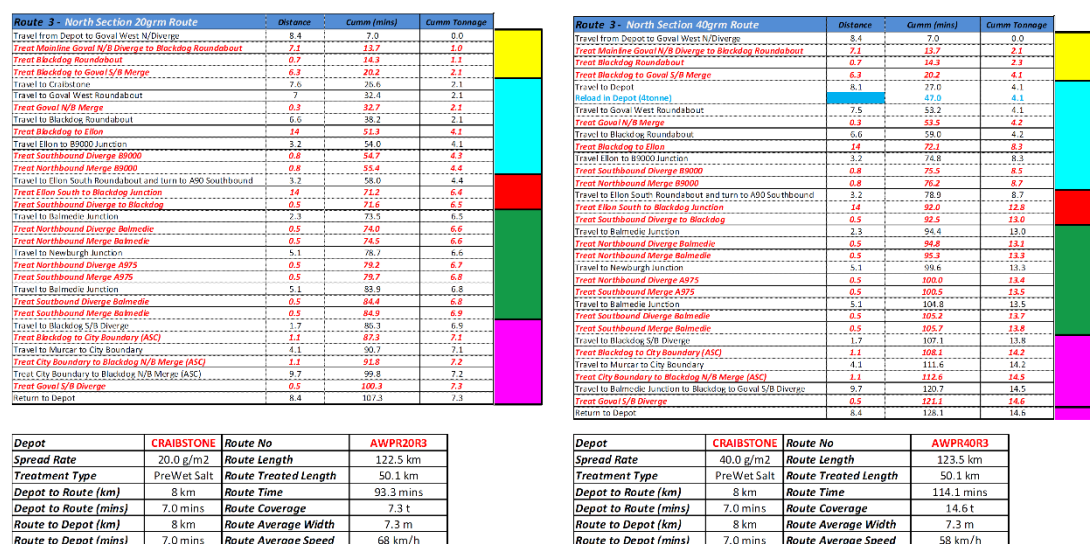 Route 3 - North Section 20grm Route Distance Cumm (mins) Cumm Tonnage
Travel from Depot to Goval West N/Diverge 8.4 7.0 0.0
Treat Mainline Goval N/B Diverge to Blackdog Roundabout 7.1 13.7 1.0
Treat Blackdog Roundabout 0.7 14.3 1.1
Treat Blackdog to Goval S/B Merge 6.3 20.2 2.1
Travel to Craibstone 7.6 26.6 2.1
Travel to Goval West Roundabout 7 32.4 2.1
Treat Goval N/B Merge 0.3 32.7 2.1
Travel to Blackdog Roundabout 6.6 38.2 2.1
Treat Blackdog to Ellon 14 51.3 4.1
Travel Ellon to B9000 Junction 3.2 54.0 4.1
Treat Southbound Diverge B9000 0.8 54.7 4.3
Treat Northbound Merge B9000 0.8 55.4 4.4
Travel to Ellon South Roundabout and turn to A90 Southbound 3.2 58.0 4.4
Treat Ellon South to Blackdog Junction 14 71.2 6.4
Treat Southbound Diverge to Blackdog 0.5 71.6 6.5
Travel to Balmedie Junction 2.3 73.5 6.5
Treat Northbound Diverge Balmedie 0.5 74.0 6.6
Treat Northbound Merge Balmedie 0.5 74.5 6.6
Travel to Newburgh Junction 5.1 78.7 6.6
Treat Northbound Diverge A975 0.5 79.2 6.7
Treat Southbound Merge A975 0.5 79.7 6.8
Travel to Balmedie Junction 5.1 83.9 6.8
Treat Soutbound Diverge Balmedie 0.5 84.4 6.8
Treat Southbound Merge Balmedie 0.5 84.9 6.9
Travel to Blackdog S/B Diverge 1.7 86.3 6.9
Treat Blackdog to City Boundary (ASC) 1.1 87.3 7.1
Travel to Murcar to City Boundary 4.1 90.7 7.1
Treat City Boundary to Blackdog N/B Merge (ASC) 1.1 91.8 7.2
Treat City Boundary to Blackdog N/B Merge (ASC) 9.7 99.8 7.2
Treat Goval S/B Diverge 0.5 100.3 7.3
Return to Depot 8.4 107.3 7.3
Depot CRAIBSTONE Route No AWPR20R3
Spread Rate 20.0 g/m2 Route Length 122.5 km
Treatment Type PreWet Salt Route Treated Length 50.1 km
Depot to Route (km) 8 km Route Time 93.3 mins
Depot to Route (mins) 7.0 mins Route Coverage 7.3 t
Route to Depot (km) 8 km Route Average Width 7.3 m
Route to Depot (mins) 7.0 mins Route Average Speed 68 km/h
Route 3 - North Section 40grm Route Distance Cumm (mins) Cumm Tonnage
Travel from Depot to Goval West N/Diverge 8.4 7.0 0.0
Treat Mainline Goval N/B Diverge to Blackdog Roundabout 7.1 13.7 2.1
Treat Blackdog Roundabout 0.7 14.3 2.3
Treat Blackdog to Goval S/B Merge 6.3 20.2 4.1
Travel to Depot 8.1 27.0 4.1
Reload in Depot (4tonne) 47.0 4.1
Travel to Goval West Roundabout 7.5 53.2 4.1
Treat Goval N/B Merge 0.3 53.5 4.2
Travel to Blackdog Roundabout 6.6 59.0 4.2
Treat Blackdog to Ellon 14 72.1 8.3
Travel Ellon to B9000 Junction 3.2 74.8 8.3
Treat Southbound Diverge B9000 0.8 75.5 8.5
Treat Northbound Merge B9000 0.8 76.2 8.7
Travel to Ellon South Roundabout and turn to A90 Southbound 3.2 78.9 8.7
Treat Ellon South to Blackdog Junction 14 92.0 12.8
Treat Southbound Diverge to Blackdog 0.5 92.5 13.0
Travel to Balmedie Junction 2.3 94.4 13.0
Treat Northbound Diverge Balmedie 0.5 94.8 13.1
Treat Northbound Merge Balmedie 0.5 95.3 13.3
Travel to Newburgh Junction 5.1 99.6 13.3
Treat Northbound Diverge A975 0.5 100.0 13.4
Treat Southbound Merge A975 0.5 100.5 13.5
Travel to Balmedie Junction 5.1 104.8 13.5
Treat Soutbound Diverge Balmedie 0.5 105.2 13.7
Treat Southbound Merge Balmedie 0.5 105.7 13.8
Travel to Blackdog S/B Diverge 1.7 107.1 13.8
Treat Blackdog to City Boundary (ASC) 1.1 108.1 14.2
Travel to Murcar to City Boundary 4.1 111.6 14.2
Treat City Boundary to Blackdog N/B Merge (ASC) 1.1 112.6 14.5
Travel to Balmedie Junction to Blackdog to Goval S/B Diverge 9.7 120.7 14.5
Treat Goval S/B Diverge 0.5 121.1 14.6
Return to Depot 8.4 128.1 14.6
Depot CRAIBSTONE Route No AWPR40R3
Spread Rate 40.0 g/m2 Route Length 123.5 km
Treatment Type PreWet Salt Route Treated Length 50.1 km
Depot to Route (km) 8 km Route Time 114.1 mins
Depot to Route (mins) 7.0 mins Route Coverage 14.6 t
Route to Depot (km) 8 km Route Average Width 7.3 m
Route to Depot (mins) 7.0 mins Route Average Speed 58 km/h